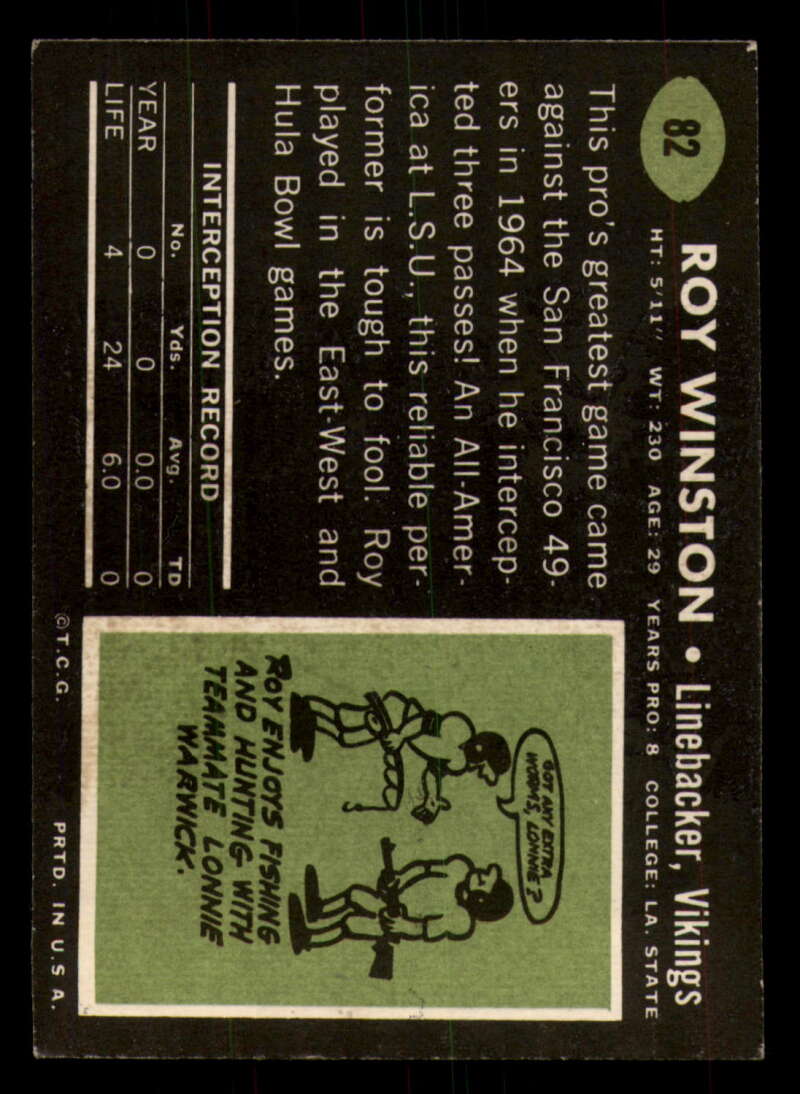 82
ROY WINSTON • Linebacker, Vikings
HT: 5'11" WT: 230 AGE: 29 YEARS PRO: 8 COLLEGE: LA. STATE
This pro's greatest game came
against the San Francisco 49-
ers in 1964 when he intercep-
ted three passes! An All-Amer-
ica at L.S.U., this reliable per-
former is tough to fool. Roy
played in the East-West and
Hula Bowl games.
INTERCEPTION RECORD
No. Yds. Avg. TD
YEAR 0 0 0.0 0
LIFE 4 24 6.0 0
GOT ANY EXTRA
WORMS, LONNIE?
ROY ENJOYS FISHING
AND HUNTING WITH
TEAMMATE LONNIE
WARWICK.
©T.C.G. PRTD. IN U.S.A.